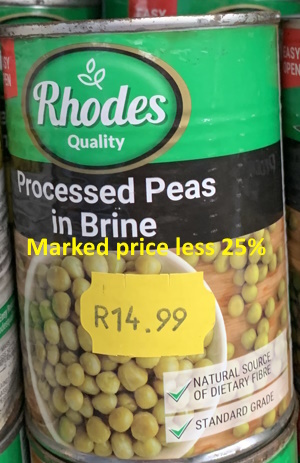 Rhodes
Quality
Processed Peas
in Brine
Marked price less 25%
R14.99
NATURAL SOURCE
OF DIETARY FIBRE
STANDARD GRADE
EASY